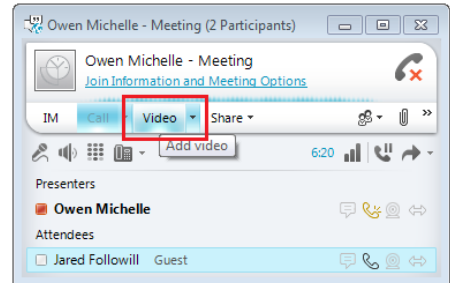 Owen Michelle - Meeting (2 Participants)
Owen Michelle - Meeting
Join Information and Meeting Options
IM Call Video Share
Add video
6:20
Presenters
Owen Michelle
Attendees
Jared Followill Guest